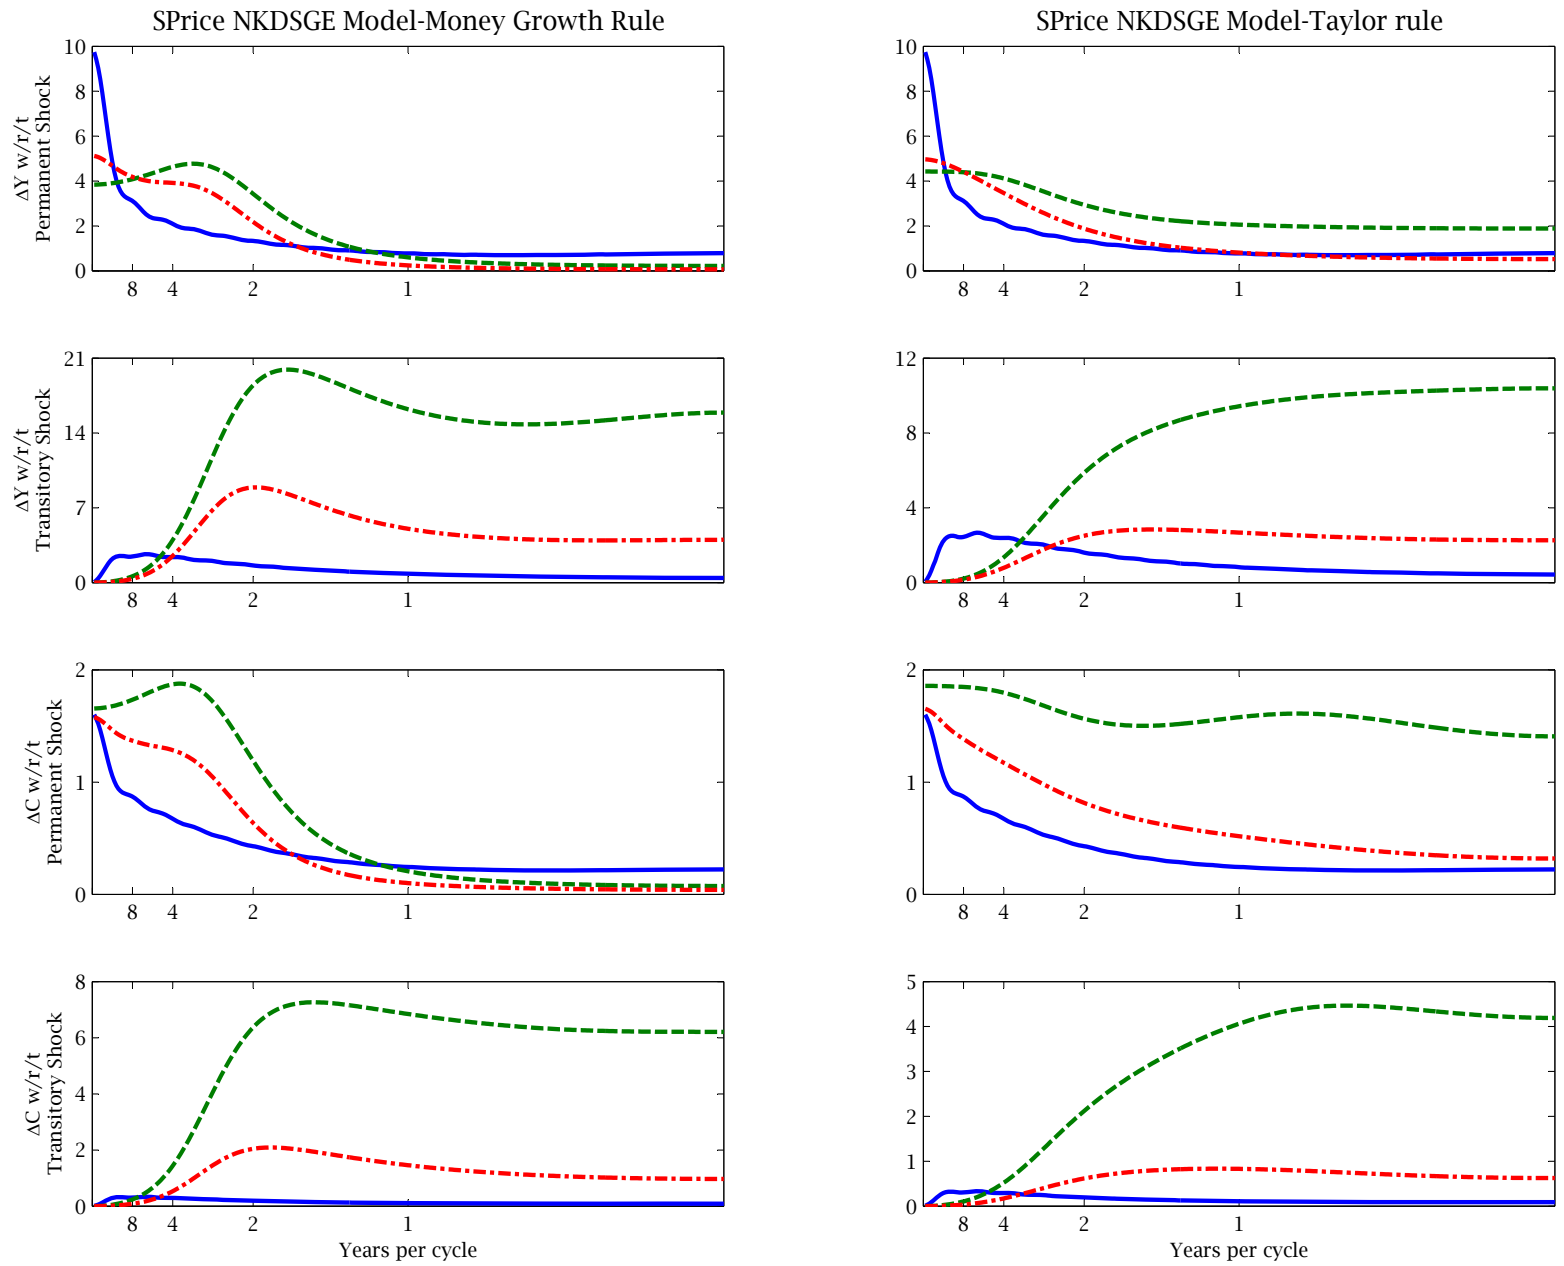 SPrice NKDSGE Model-Money Growth Rule
SPrice NKDSGE Model-Taylor rule
ΔY w/r/t
Permanent Shock
10
8
6
4
2
0
8 4 2 1
10
8
6
4
2
0
8 4 2 1
ΔY w/r/t
Transitory Shock
21
14
7
0
8 4 2 1
12
8
4
0
8 4 2 1
ΔC w/r/t
Permanent Shock
2
1
0
8 4 2 1
2
1
0
8 4 2 1
ΔC w/r/t
Transitory Shock
8
6
4
2
0
8 4 2 1
Years per cycle
5
4
3
2
1
0
8 4 2 1
Years per cycle